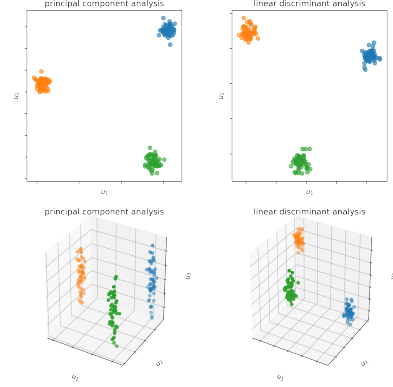 principal component analysis
linear discriminant analysis
u₂
u₂
u₁
u₁
principal component analysis
linear discriminant analysis
u₃
u₂
u₂
u₁
u₁